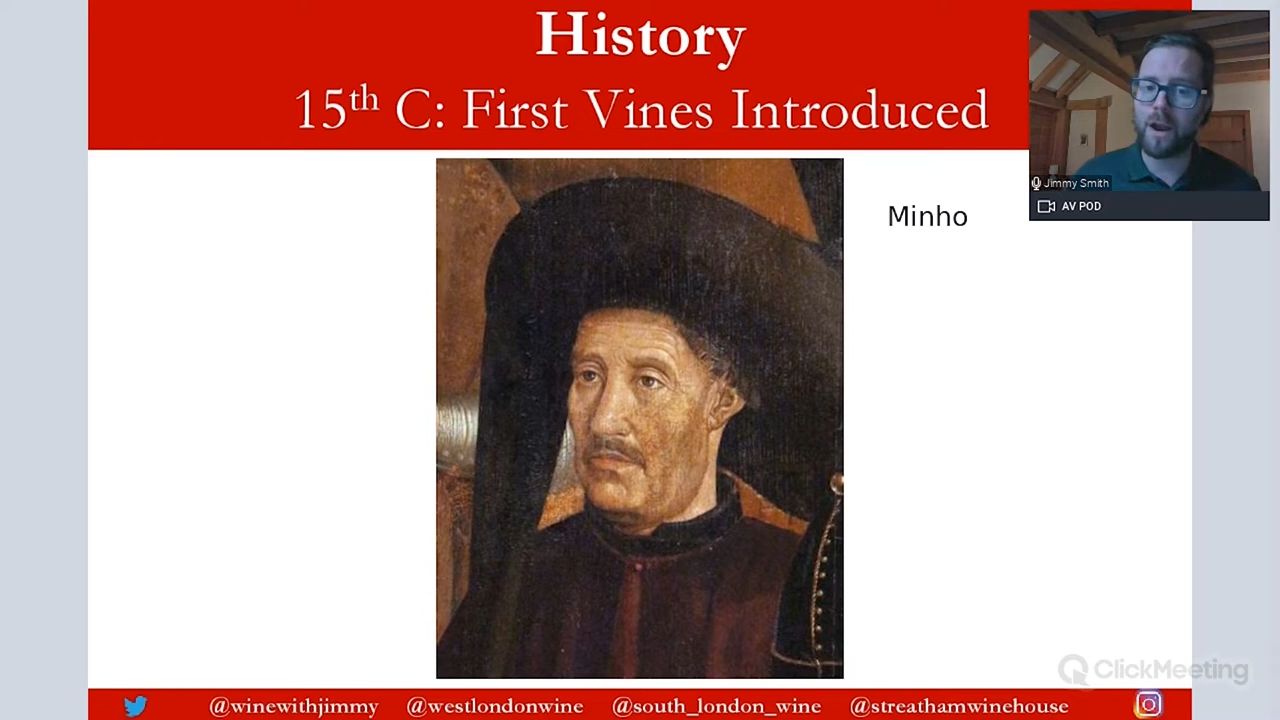 History
15th C: First Vines Introduced
Jimmy Smith
AV POD
Minho
ClickMeeting
@winewithjimmy @westlondonwine @south_london_wine @streathamwinehouse